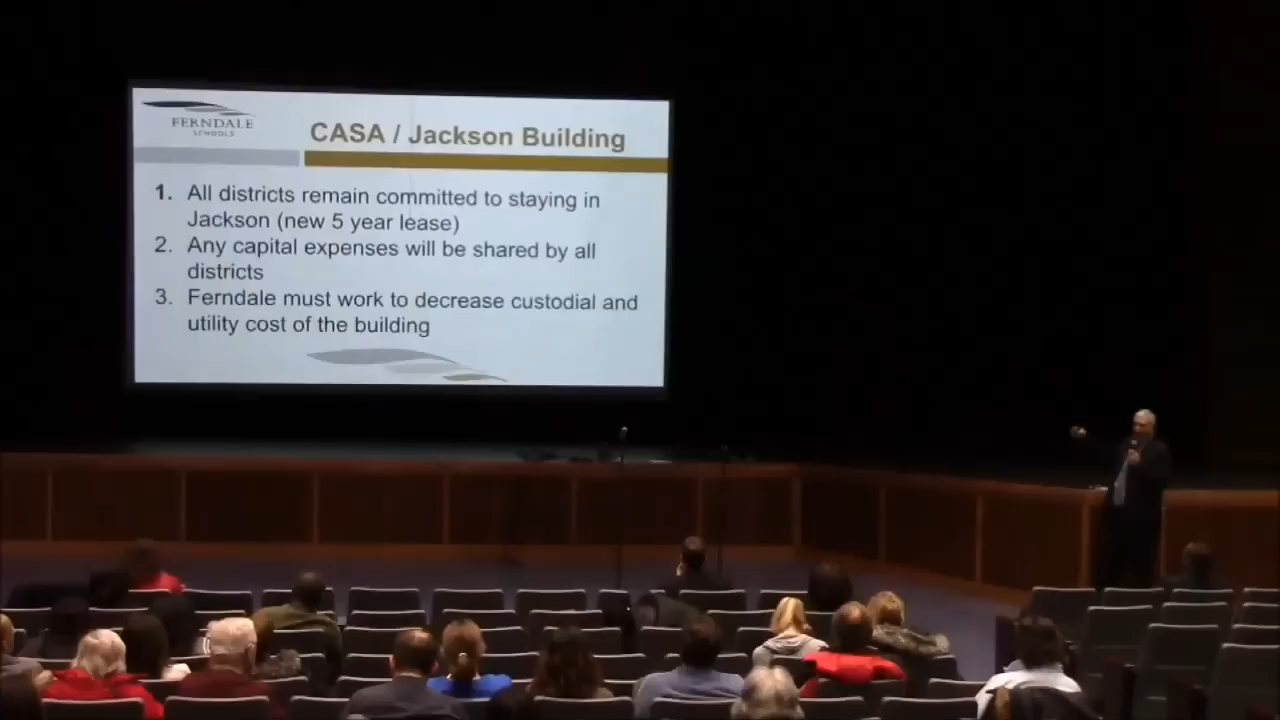 FERNDALE
SCHOOLS
CASA / Jackson Building
1. All districts remain committed to staying in
Jackson (new 5 year lease)
2. Any capital expenses will be shared by all
districts
3. Ferndale must work to decrease custodial and
utility cost of the building